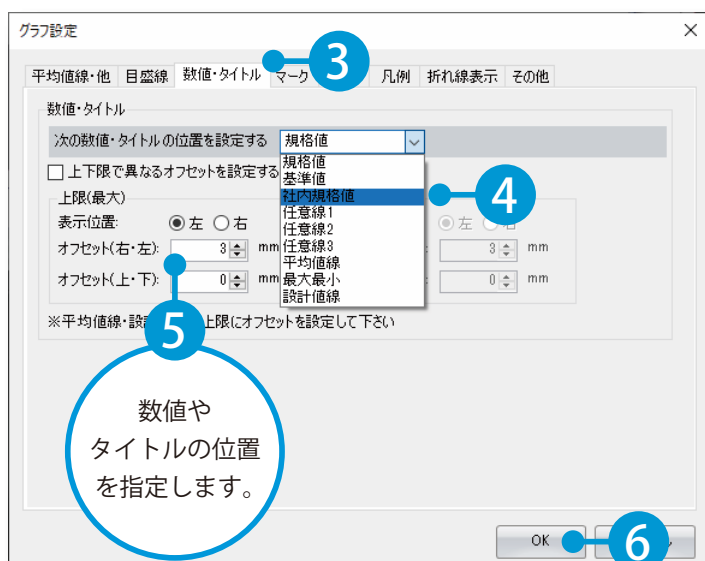 グラフ設定
3
平均値線・他 目盛線 数値・タイトル マーク 凡例 折れ線表示 その他
数値・タイトル
次の数値・タイトルの位置を設定する 規格値
上下限で異なるオフセットを設定する
規格値
基準値
社内規格値
任意線1
任意線2
任意線3
平均値線
最大最小
設計値線
4
上限(最大)
表示位置: 左 右
左
オフセット(右・左): 3 mm
3 mm
オフセット(上・下): 0 mm
0 mm
※平均値線・設 上限にオフセットを設定して下さい
5
数値や
タイトルの位置
を指定します。
OK
6